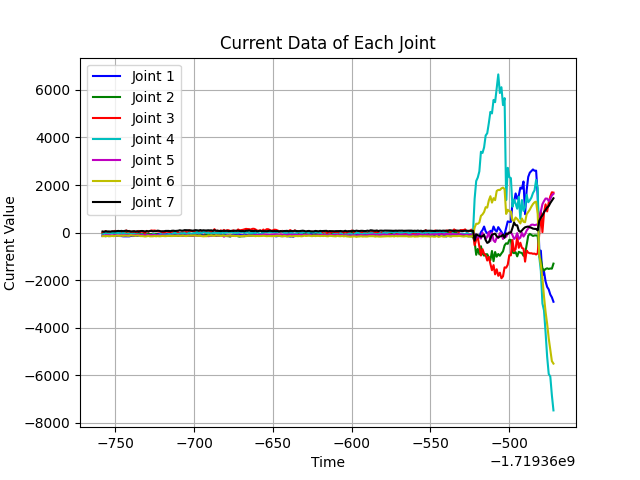 Current Data of Each Joint
Joint 1
Joint 2
Joint 3
Joint 4
Joint 5
Joint 6
Joint 7
6000
4000
2000
0
−2000
−4000
−6000
−8000
Current Value
−750 −700 −650 −600 −550 −500
Time
−1.71936e9